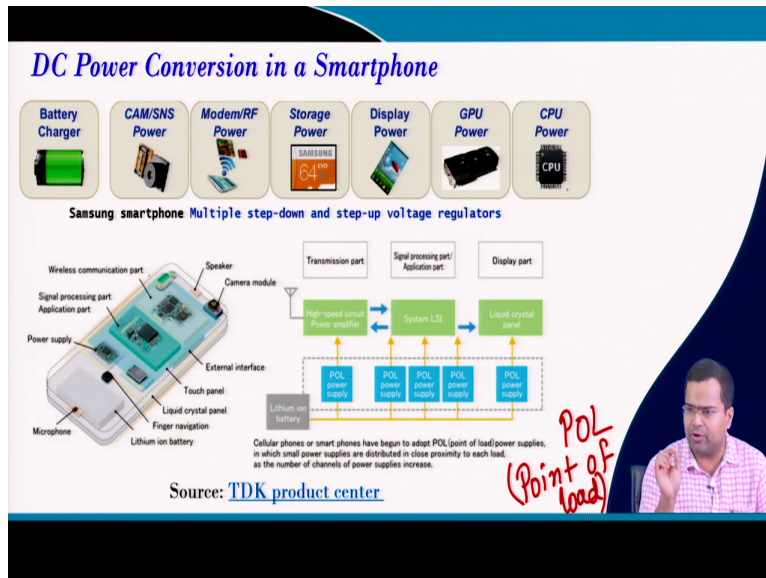 DC Power Conversion in a Smartphone
Battery
Charger
CAM/SNS
Power
Modem/RF
Power
Storage
Power
Display
Power
GPU
Power
CPU
Power
SAMSUNG
64
EVO
CPU
Samsung smartphone Multiple step-down and step-up voltage regulators
Wireless communication part
Speaker
Camera module
Signal processing part
Application part
Power supply
External interface
Touch panel
Liquid crystal panel
Finger navigation
Lithium ion battery
Microphone
Transmission part
Signal processing part/
Application part
Display part
High-speed circuit
Power amplifier
System LSI
Liquid crystal
panel
POL
power
supply
POL
power
supply
POL
power
supply
POL
power
supply
POL
power
supply
Lithium ion
battery
Cellular phones or smart phones have begun to adopt POL(point of load)power supplies,
in which small power supplies are distributed in close proximity to each load,
as the number of channels of power supplies increase.
Source: TDK product center
POL
(Point of
load)